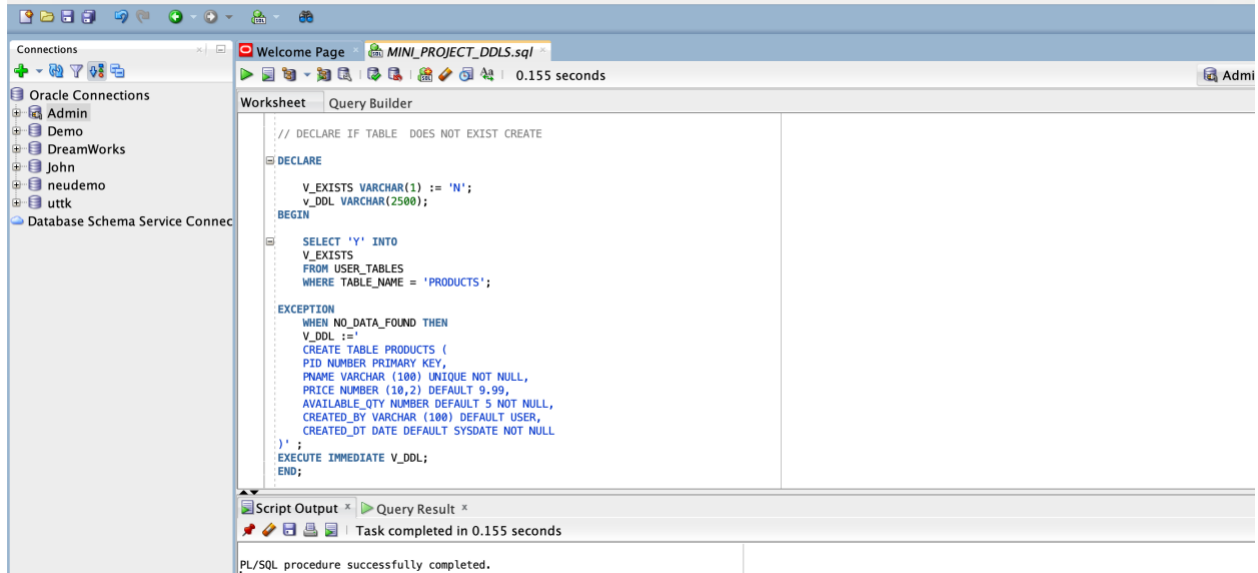 Connections
Oracle Connections
Admin
Demo
DreamWorks
John
neudemo
uttk
Database Schema Service Connec
Welcome Page
MINI_PROJECT_DDLS.sql
0.155 seconds
Admi
Worksheet
Query Builder
// DECLARE IF TABLE  DOES NOT EXIST CREATE
DECLARE
V_EXISTS VARCHAR(1) := 'N';
v_DDL VARCHAR(2500);
BEGIN
SELECT 'Y' INTO
V_EXISTS
FROM USER_TABLES
WHERE TABLE_NAME = 'PRODUCTS';
EXCEPTION
WHEN NO_DATA_FOUND THEN
V_DDL :='
CREATE TABLE PRODUCTS (
PID NUMBER PRIMARY KEY,
PNAME VARCHAR (100) UNIQUE NOT NULL,
PRICE NUMBER (10,2) DEFAULT 9.99,
AVAILABLE_QTY NUMBER DEFAULT 5 NOT NULL,
CREATED_BY VARCHAR (100) DEFAULT USER,
CREATED_DT DATE DEFAULT SYSDATE NOT NULL
)' ;
EXECUTE IMMEDIATE V_DDL;
END;
Script Output
Query Result
Task completed in 0.155 seconds
PL/SQL procedure successfully completed.